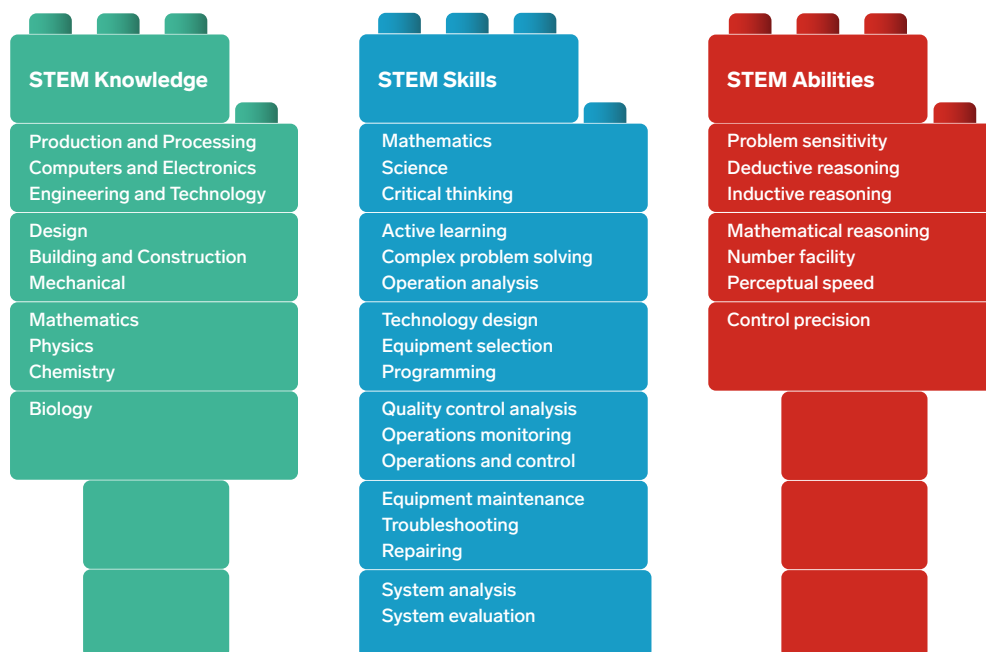 STEM Knowledge
Production and Processing
Computers and Electronics
Engineering and Technology
Design
Building and Construction
Mechanical
Mathematics
Physics
Chemistry
Biology
STEM Skills
Mathematics
Science
Critical thinking
Active learning
Complex problem solving
Operation analysis
Technology design
Equipment selection
Programming
Quality control analysis
Operations monitoring
Operations and control
Equipment maintenance
Troubleshooting
Repairing
System analysis
System evaluation
STEM Abilities
Problem sensitivity
Deductive reasoning
Inductive reasoning
Mathematical reasoning
Number facility
Perceptual speed
Control precision